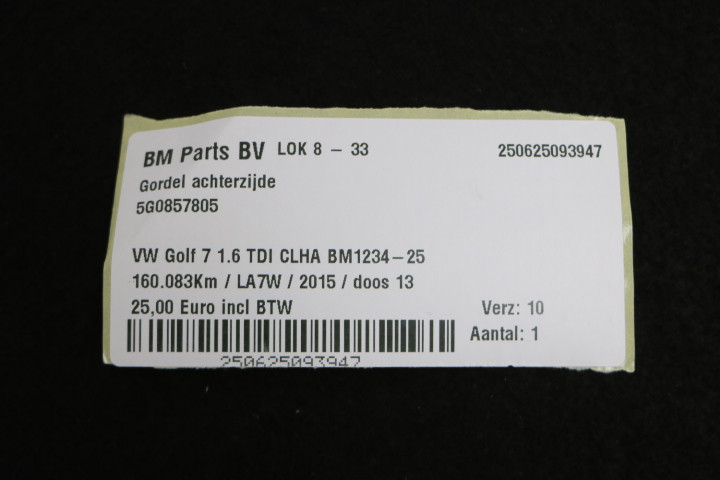 BM Parts BV LOK 8 - 33 250625093947
Gordel achterzijde
5G0857805
VW Golf 7 1.6 TDI CLHA BM1234-25
160.083Km / LA7W / 2015 / doos 13
25,00 Euro incl BTW Verz: 10
Aantal: 1
250625093947